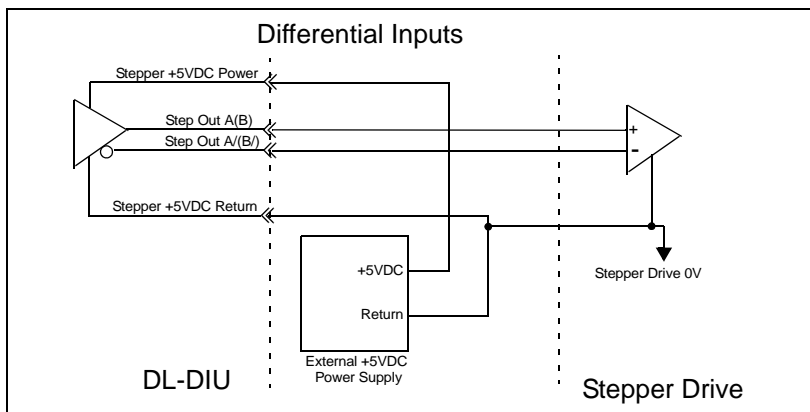 Differential Inputs
Stepper +5VDC Power
Step Out A(B)
Step Out A/(B/)
+
-
Stepper +5VDC Return
+5VDC
Return
Stepper Drive 0V
External +5VDC
Power Supply
DL-DIU
Stepper Drive